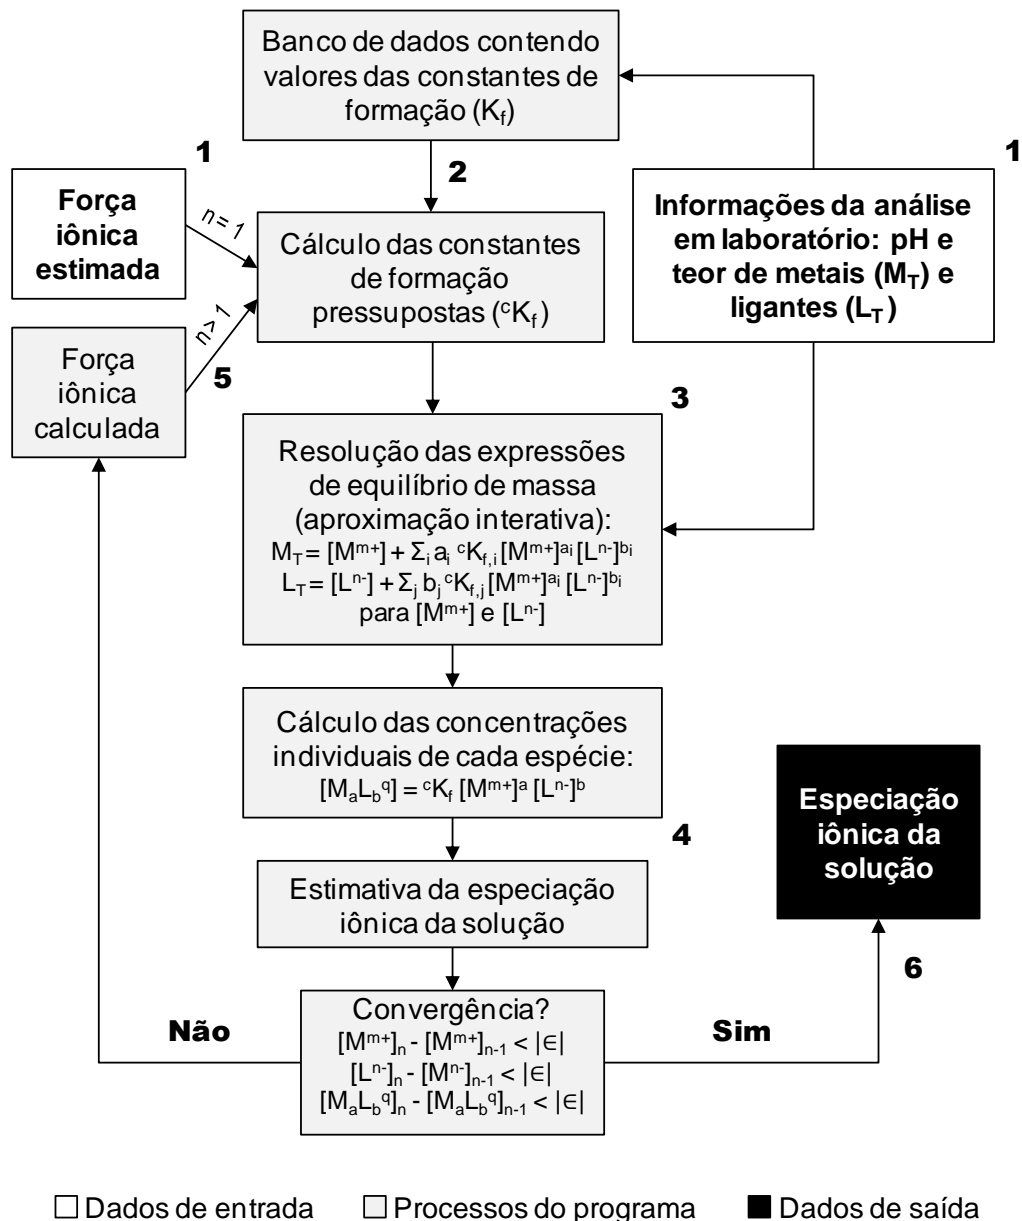 Banco de dados contendo
valores das constantes de
formação (K_f)
1
1
2
Força
iônica
estimada
n = 1
Informações da análise
em laboratório: pH e
teor de metais (M_T) e
ligantes (L_T)
Cálculo das constantes
de formação
pressupostas (^cK_f)
n > 1
5
Força
iônica
calculada
3
Resolução das expressões
de equilíbrio de massa
(aproximação interativa):
M_T = [M^m+] + Σ_i a_i ^cK_f,i [M^m+]^a_i [L^n-]^b_i
L_T = [L^n-] + Σ_j b_j ^cK_f,j [M^m+]^a_i [L^n-]^b_i
para [M^m+] e [L^n-]
Cálculo das concentrações
individuais de cada espécie:
[M_aL_b^q] = ^cK_f [M^m+]^a [L^n-]^b
4
Especiação
iônica da
solução
Estimativa da especiação
iônica da solução
6
Não
Sim
Convergência?
[M^m+]_n - [M^m+]_n-1 < |∈|
[L^n-]_n - [M^n-]_n-1 < |∈|
[M_aL_b^q]_n - [M_aL_b^q]_n-1 < |∈|
Dados de entrada
Processos do programa
Dados de saída